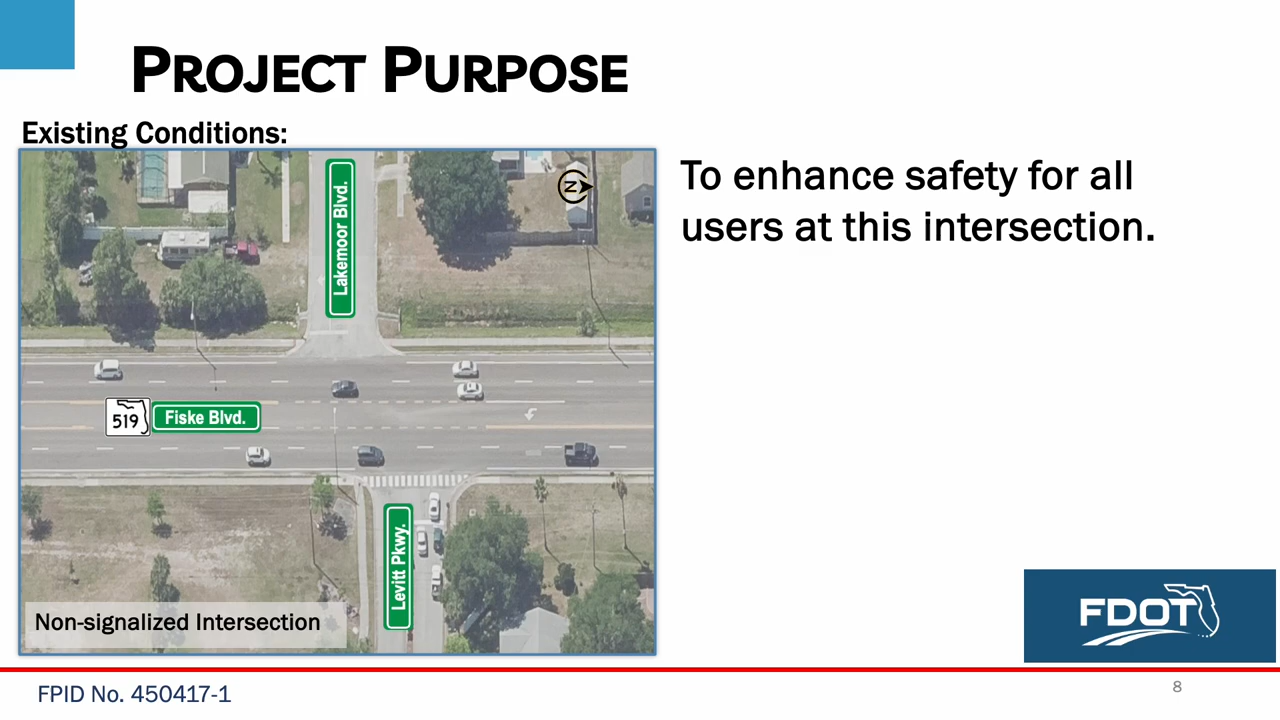 PROJECT PURPOSE
Existing Conditions:
Lakemoor Blvd.
N
To enhance safety for all
users at this intersection.
519
Fiske Blvd.
Levitt Pkwy.
Non-signalized Intersection
FDOT
FPID No. 450417-1
8